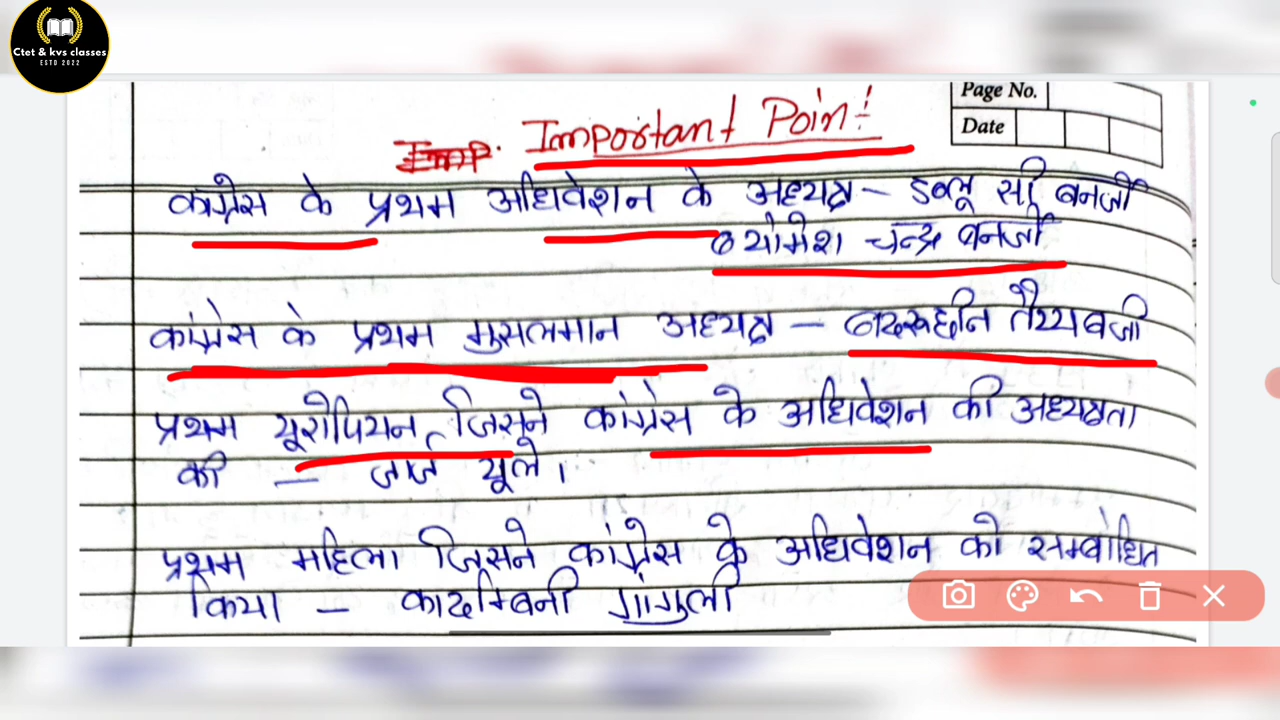 Ctet & kvs classes
ESTD 2022
Page No.
Date
Important Point
कांग्रेस के प्रथम अधिवेशन के अध्यक्ष – डब्लू सी बनर्जी
व्योमेश चन्द्र बनर्जी
कांग्रेस के प्रथम मुसलमान अध्यक्ष – बदरूद्दीन तैय्यबजी
प्रथम यूरोपियन जिसने कांग्रेस के अधिवेशन की अध्यक्षता
की – जार्ज यूले।
प्रथम महिला जिसने कांग्रेस के अधिवेशन को सम्बोधित
किया – कादम्बिनी गांगुली